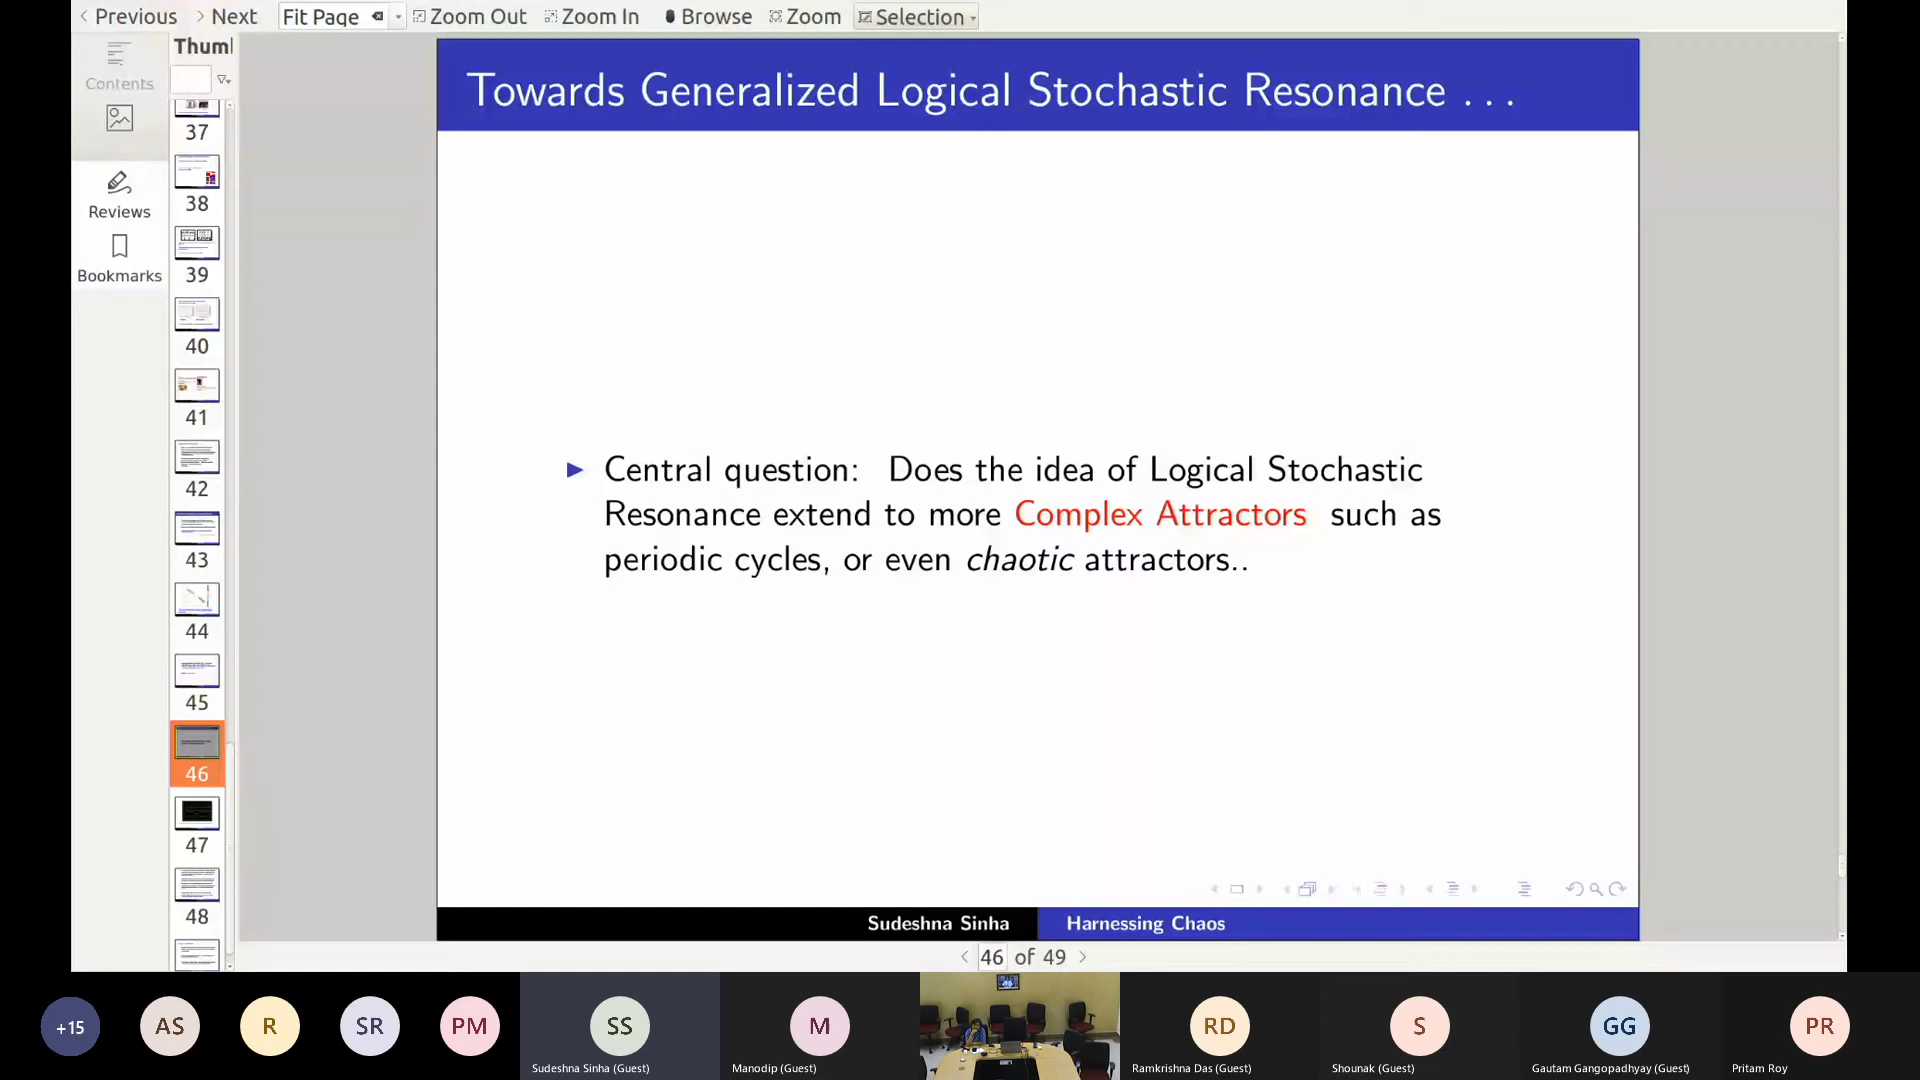 Previous Next Fit Page Zoom Out Zoom In Browse Zoom Selection
Contents
Reviews
Bookmarks
Thuml
37
38
39
40
41
42
43
44
45
46
47
48
Towards Generalized Logical Stochastic Resonance . . .
Central question: Does the idea of Logical Stochastic
Resonance extend to more Complex Attractors such as
periodic cycles, or even chaotic attractors..
Sudeshna Sinha Harnessing Chaos
46 of 49
+15 AS R SR PM SS M RD S GG PR
Sudeshna Sinha (Guest) Manodip (Guest) Ramkrishna Das (Guest) Shounak (Guest) Gautam Gangopadhyay (Guest) Pritam Roy